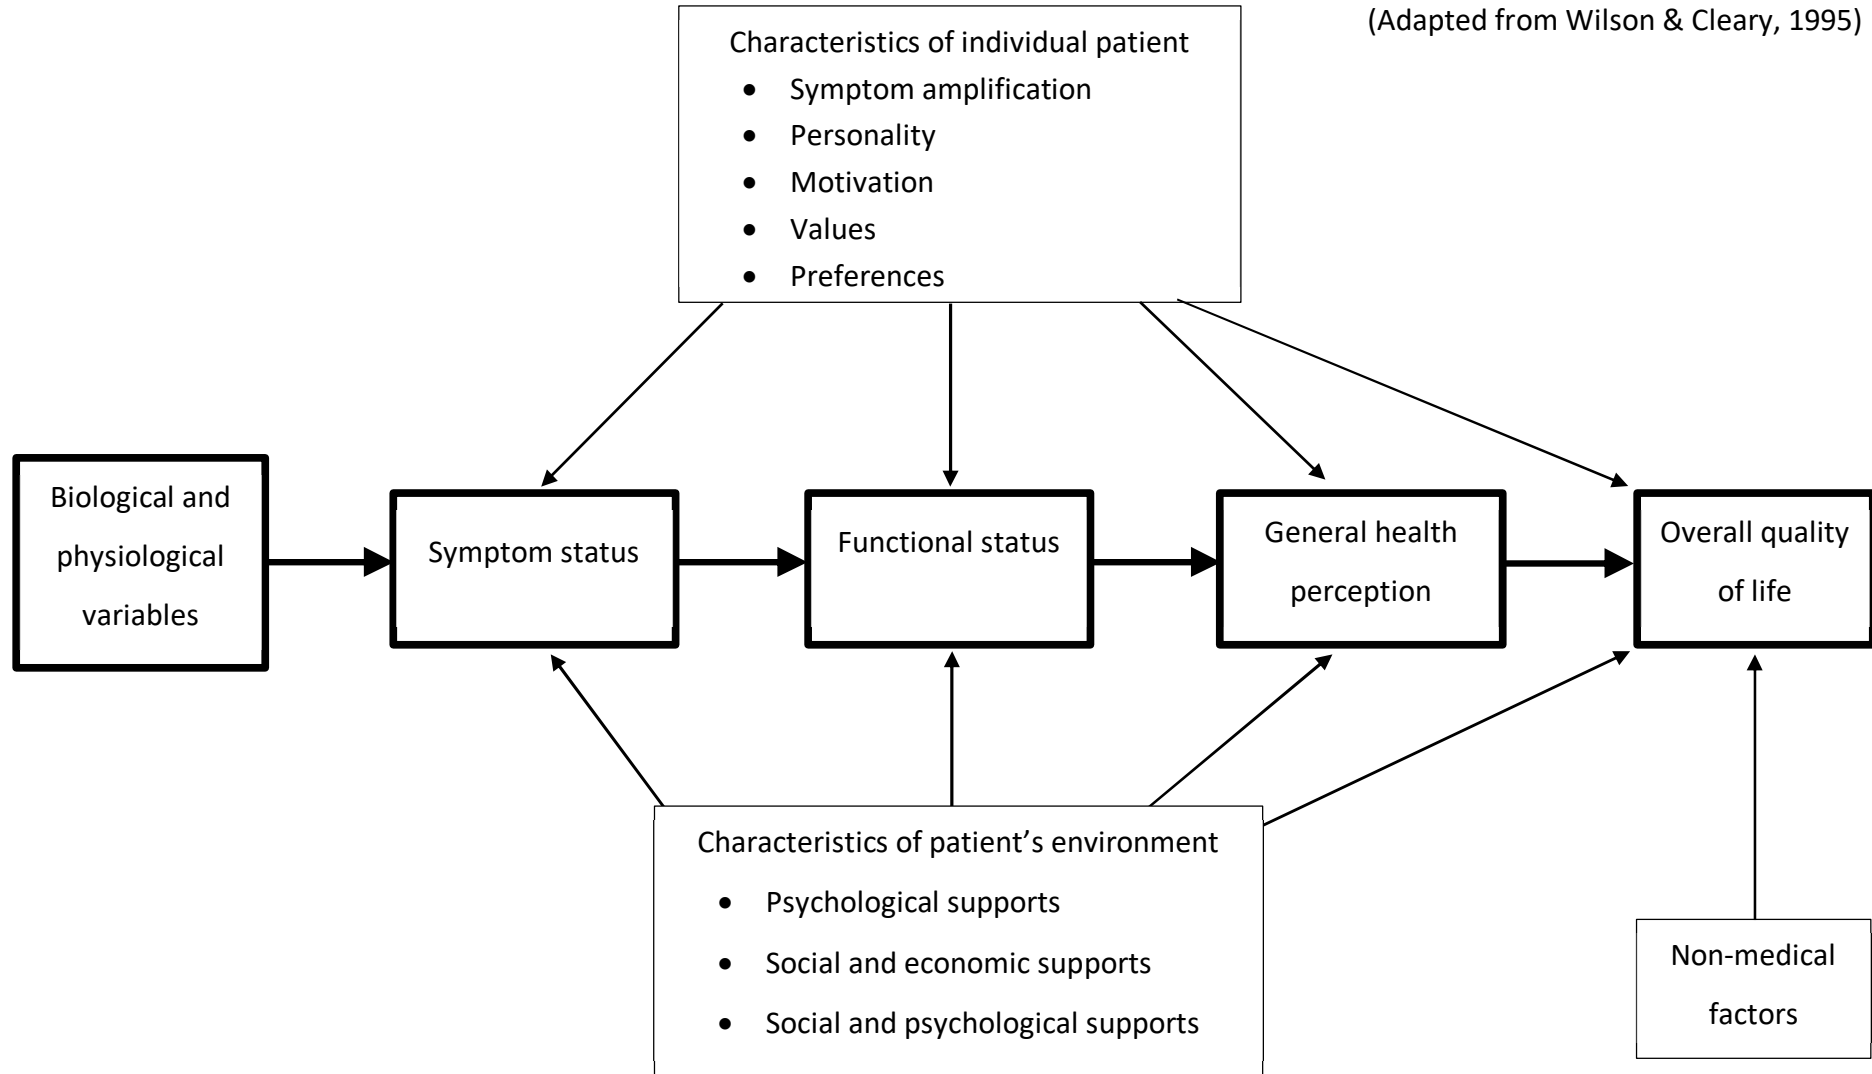 (Adapted from Wilson & Cleary, 1995)
Characteristics of individual patient
• Symptom amplification
• Personality
• Motivation
• Values
• Preferences
Biological and
physiological
variables
Symptom status
Functional status
General health
perception
Overall quality
of life
Characteristics of patient’s environment
• Psychological supports
• Social and economic supports
• Social and psychological supports
Non-medical
factors